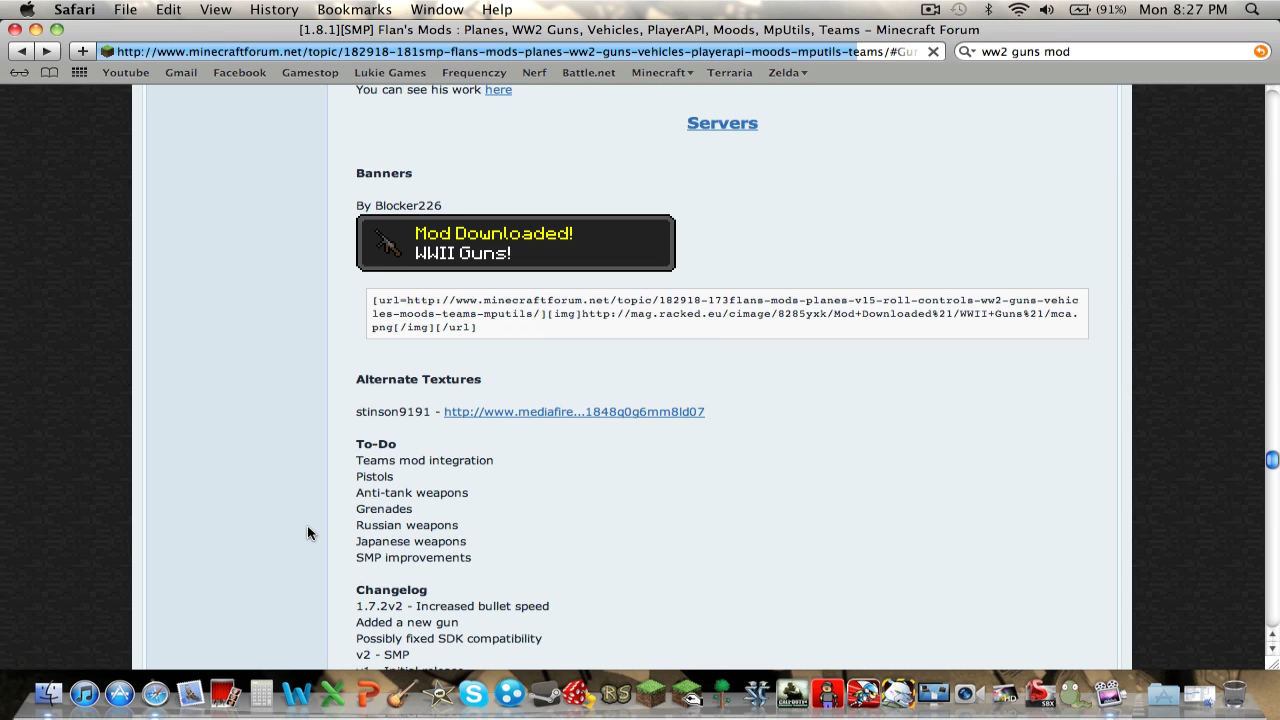 Safari File Edit View History Bookmarks Window Help (91%) Mon 8:27 PM
[1.8.1][SMP] Flan's Mods : Planes, WW2 Guns, Vehicles, PlayerAPI, Moods, MpUtils, Teams – Minecraft Forum
http://www.minecraftforum.net/topic/182918-181smp-flans-mods-planes-ww2-guns-vehicles-playerapi-moods-mputils-teams/#Gur ww2 guns mod
Youtube Gmail Facebook Gamestop Lukie Games Frequenczy Nerf Battle.net Minecraft Terraria Zelda
You can see his work here
Servers
Banners
By Blocker226
Mod Downloaded!
WWII Guns!
[url=http://www.minecraftforum.net/topic/182918-173flans-mods-planes-v15-roll-controls-ww2-guns-vehic
les-moods-teams-mputils/][img]http://mag.racked.eu/cimage/8285yxk/Mod+Downloaded%21/WWII+Guns%21/mca.
png[/img][/url]
Alternate Textures
stinson9191 - http://www.mediafire...1848q0g6mm8ld07
To-Do
Teams mod integration
Pistols
Anti-tank weapons
Grenades
Russian weapons
Japanese weapons
SMP improvements
Changelog
1.7.2v2 - Increased bullet speed
Added a new gun
Possibly fixed SDK compatibility
v2 - SMP
v1 - Initial release